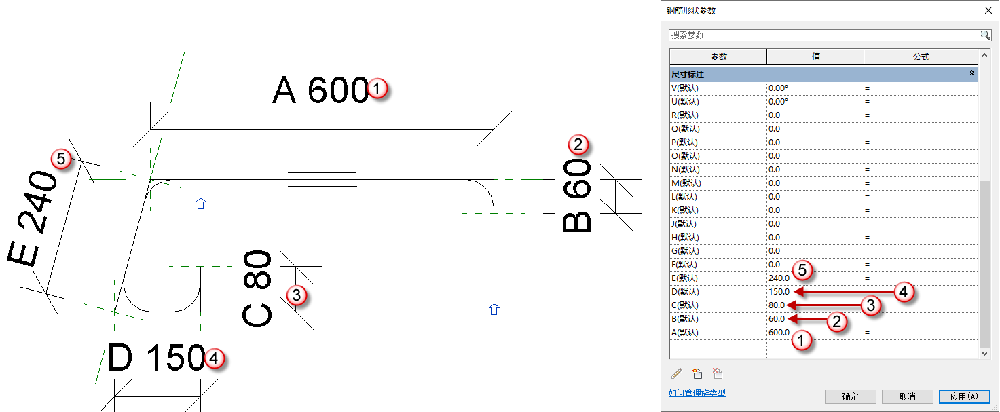 A 600 1
2
5
E 240
B 60
C 80
3
D 150 4
钢筋形状参数
搜索参数
参数 值 公式
尺寸标注
V(默认) 0.00° =
U(默认) 0.00° =
R(默认) 0.0 =
Q(默认) 0.0 =
P(默认) 0.0 =
O(默认) 0.0 =
N(默认) 0.0 =
M(默认) 0.0 =
L(默认) 0.0 =
K(默认) 0.0 =
J(默认) 0.0 =
H(默认) 0.0 =
G(默认) 0.0 =
F(默认) 0.0 =
E(默认) 240.0 5 =
D(默认) 150.0 = 4
C(默认) 80.0 3
B(默认) 60.0 2 =
A(默认) 600.0 1 =
如何管理族类型
确定 取消 应用(A)